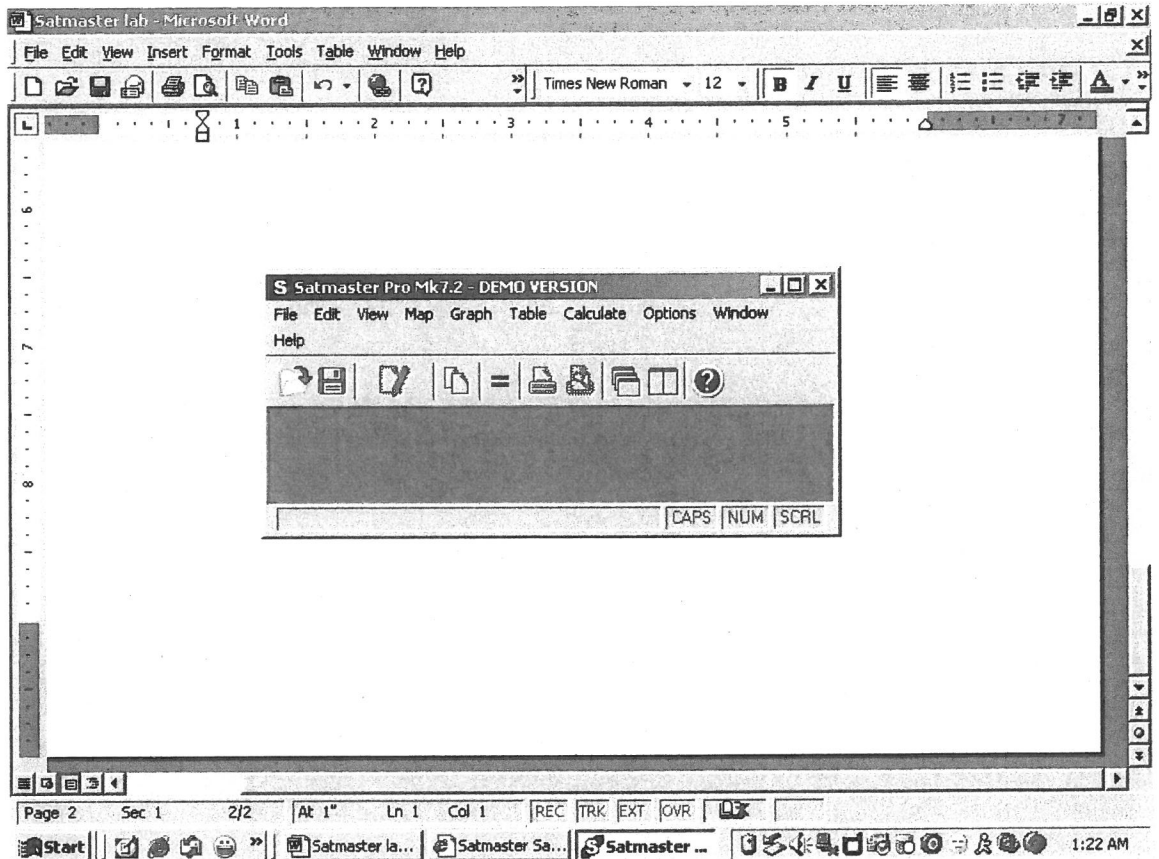 Satmaster lab - Microsoft Word
File Edit View Insert Format Tools Table Window Help
Times New Roman 12 B I U A
1 2 3 4 5 7
6
7
8
S Satmaster Pro Mk7.2 - DEMO VERSION
File Edit View Map Graph Table Calculate Options Window
Help
CAPS NUM SCRL
Page 2 Sec 1 2/2 At 1" Ln 1 Col 1 REC TRK EXT OVR
Start Satmaster la... Satmaster Sa... Satmaster ... 1:22 AM